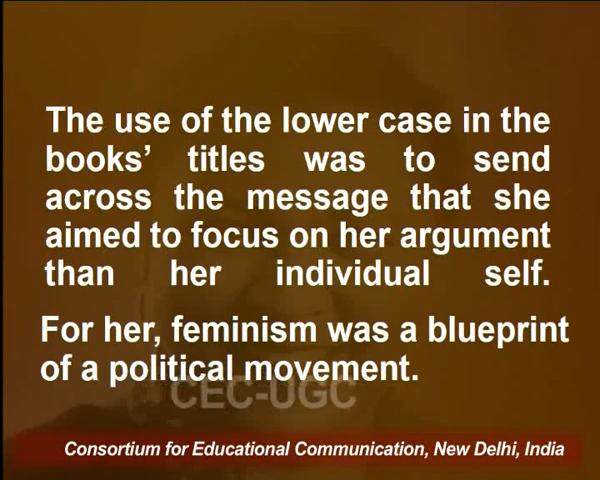 The use of the lower case in the
books’ titles was to send
across the message that she
aimed to focus on her argument
than her individual self.
For her, feminism was a blueprint
of a political movement.
CEC-UGC
Consortium for Educational Communication, New Delhi, India